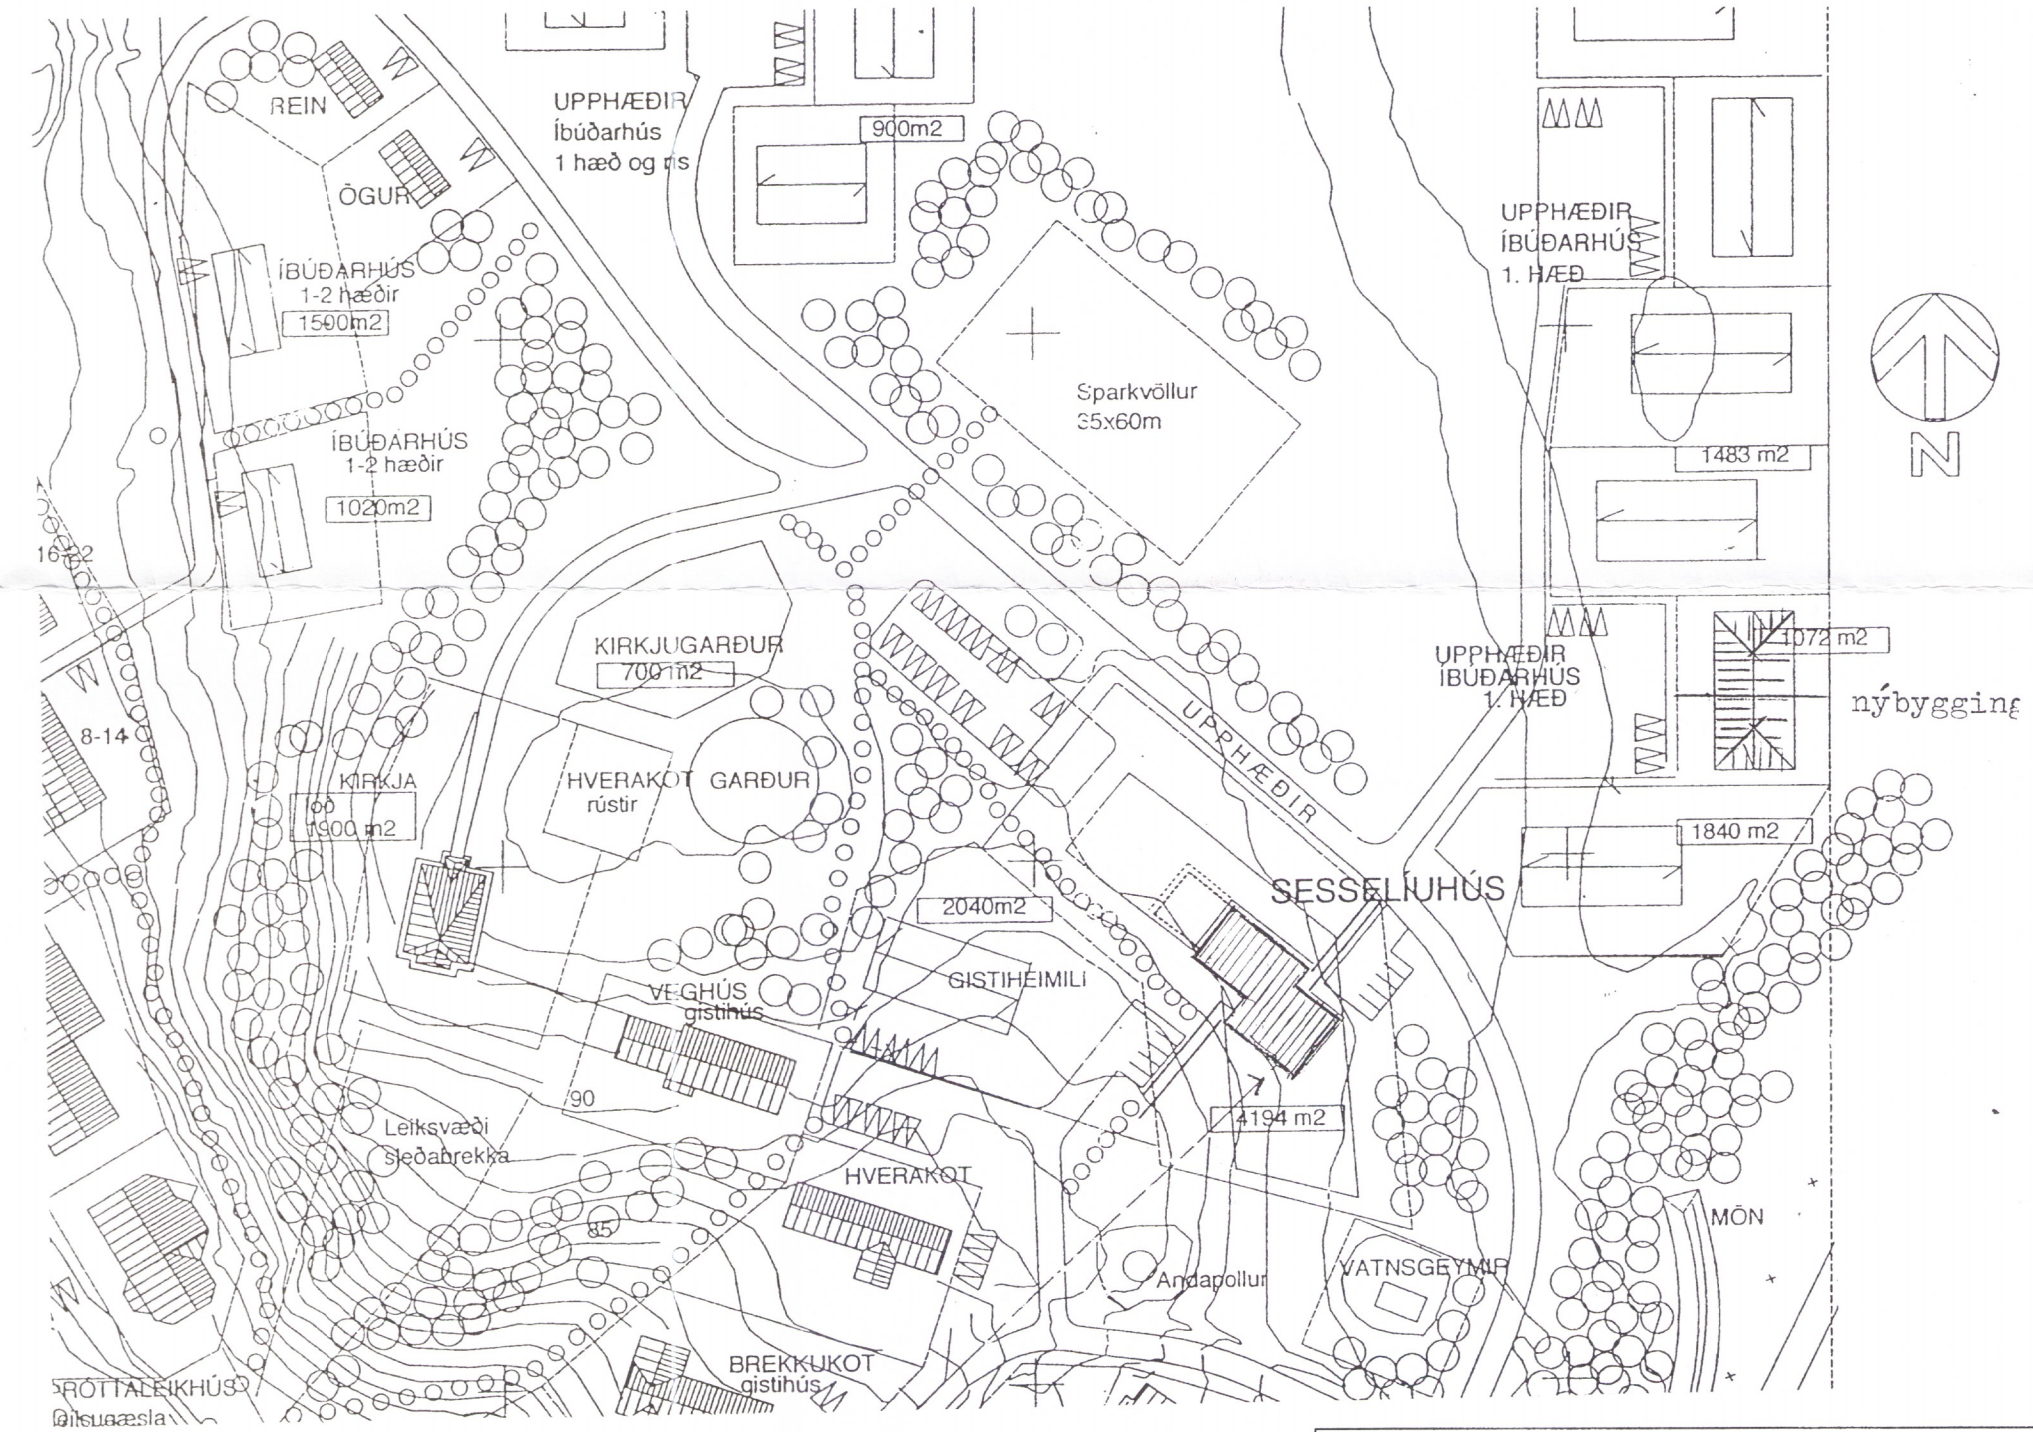 REIN
ÖGUR
UPPHÆÐIR
Íbúðarhús
1 hæð og ris
900m2
ÍBÚÐARHÚS
1-2 hæðir
1500m2
ÍBÚÐARHÚS
1-2 hæðir
1020m2
Sparkvöllur
35x60m
UPPHÆÐIR
ÍBÚÐARHÚS
1. HÆÐ
N
1483 m2
16-22
8-14
KIRKJUGARÐUR
700 m2
UPPHÆÐIR
ÍBÚÐARHÚS
1. HÆÐ
1072 m2
nýbygging
UPPHÆÐIR
KIRKJA
lóð
1900 m2
HVERAKOT
rústir
GARÐUR
1840 m2
SESSELÍUHÚS
2040m2
GISTIHEIMILI
VEGHÚS
gistihús
90
4194 m2
Leiksvæði
sleðabrekka
HVERAKOT
85
MÖN
Andapollur
VATNSGEYMIR
BREKKUKOT
gistihús
RÓTTALEIKHÚS